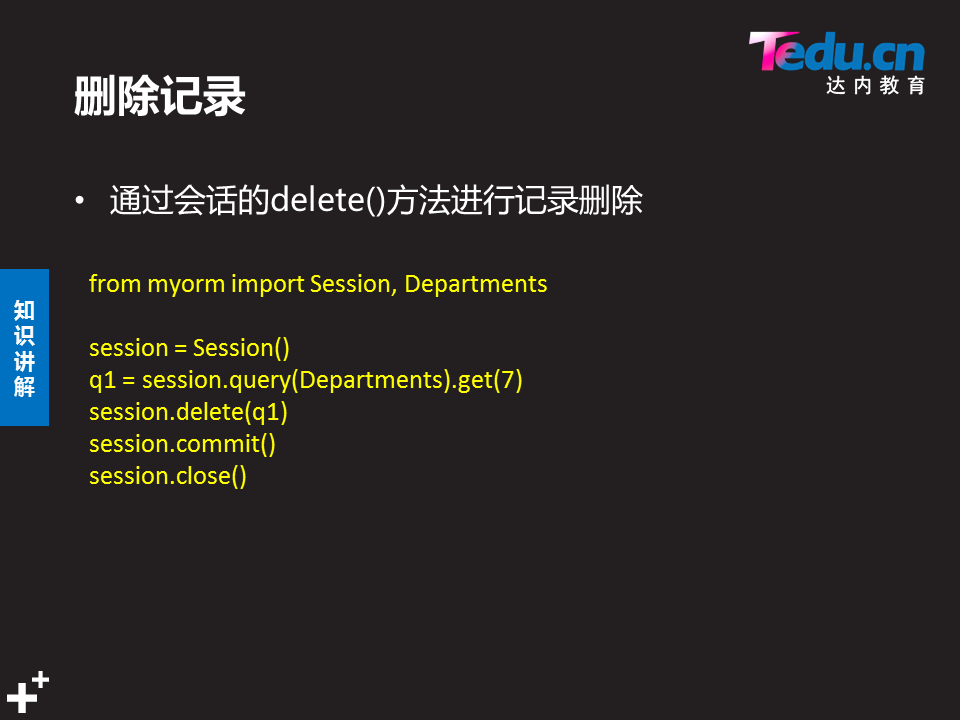 Tedu.cn
达内教育
删除记录
• 通过会话的delete()方法进行记录删除
from myorm import Session, Departments
session = Session()
q1 = session.query(Departments).get(7)
session.delete(q1)
session.commit()
session.close()
知
识
讲
解